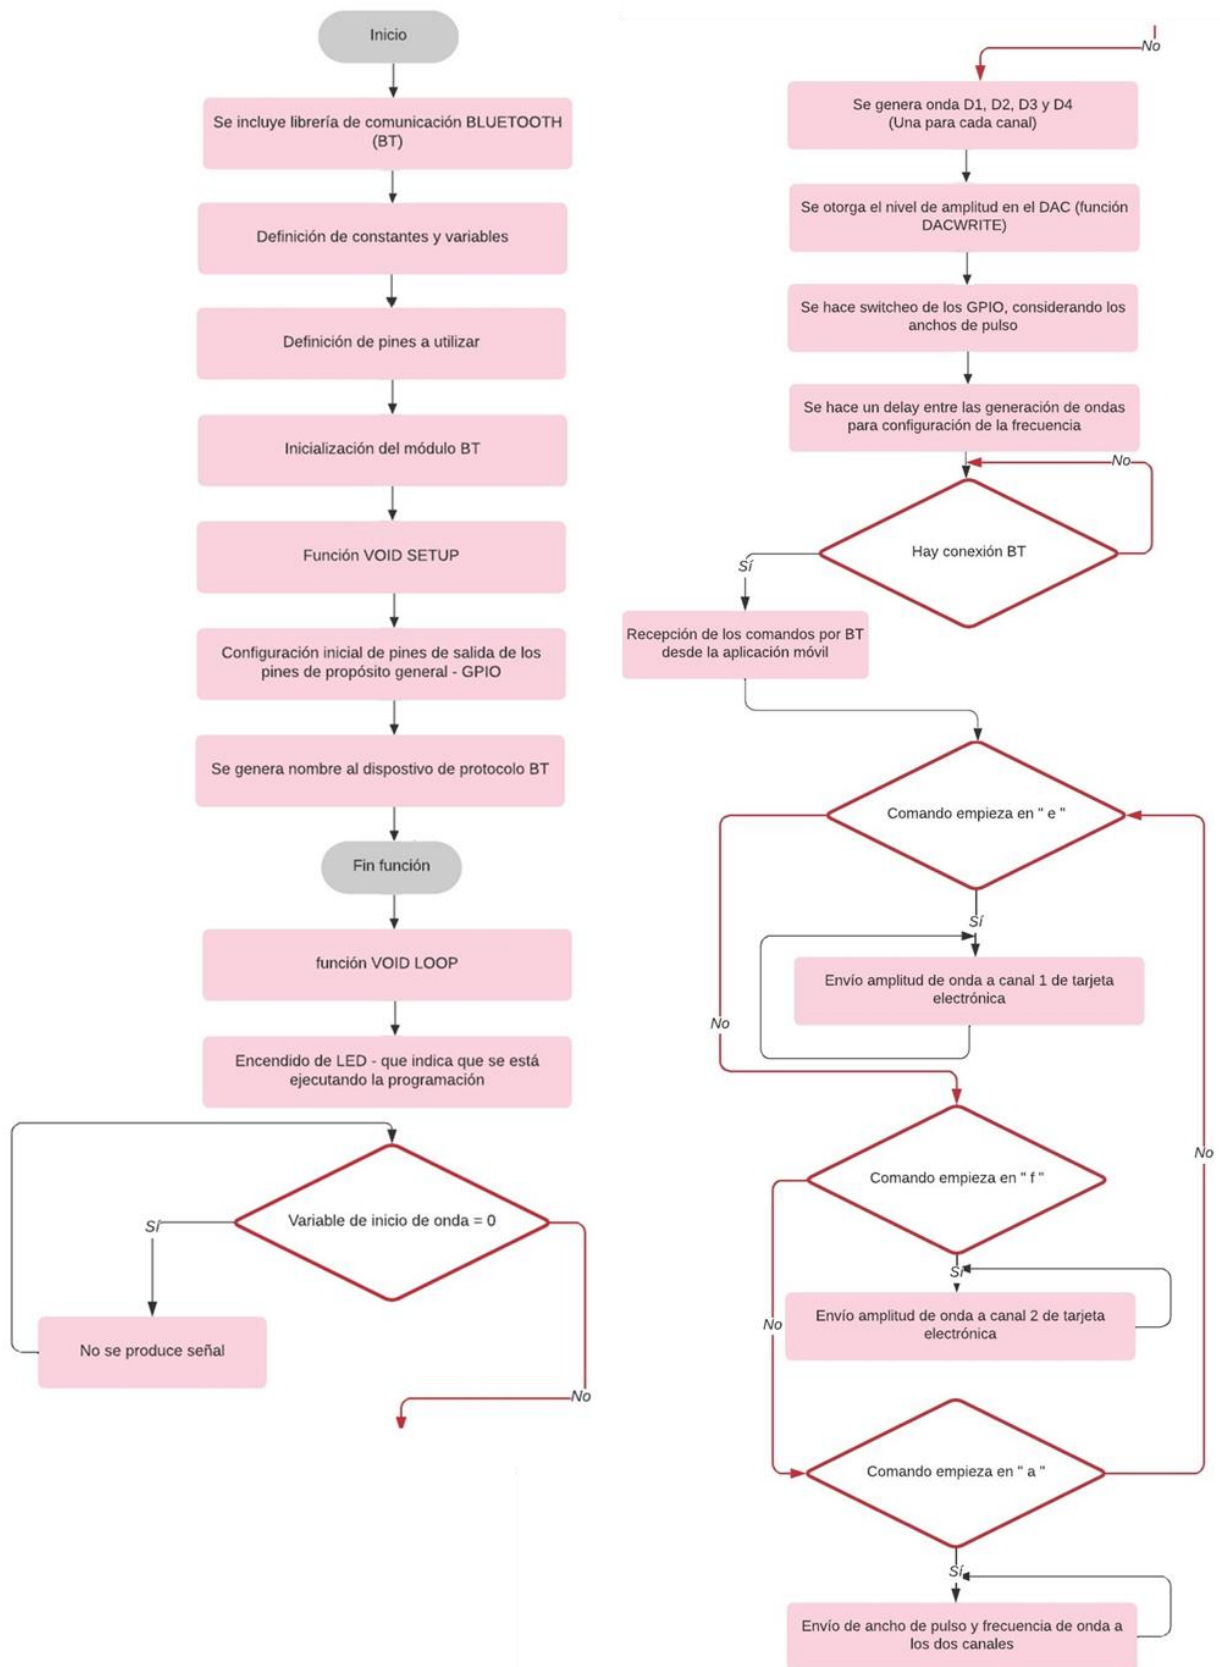 Inicio
Se incluye librería de comunicación BLUETOOTH
(BT)
Definición de constantes y variables
Definición de pines a utilizar
Inicialización del módulo BT
Función VOID SETUP
Configuración inicial de pines de salida de los
pines de propósito general - GPIO
Se genera nombre al dispostivo de protocolo BT
Fin función
función VOID LOOP
Encendido de LED - que indica que se está
ejecutando la programación
Variable de inicio de onda = 0
Sí
No se produce señal
No
No
Se genera onda D1, D2, D3 y D4
(Una para cada canal)
Se otorga el nivel de amplitud en el DAC (función
DACWRITE)
Se hace switcheo de los GPIO, considerando los
anchos de pulso
Se hace un delay entre las generación de ondas
para configuración de la frecuencia
No
Hay conexión BT
Sí
Recepción de los comandos por BT
desde la aplicación móvil
Comando empieza en " e "
Sí
Envío amplitud de onda a canal 1 de tarjeta
electrónica
No
No
Comando empieza en " f "
Sí
Envío amplitud de onda a canal 2 de tarjeta
electrónica
No
Comando empieza en " a "
Sí
Envío de ancho de pulso y frecuencia de onda a
los dos canales